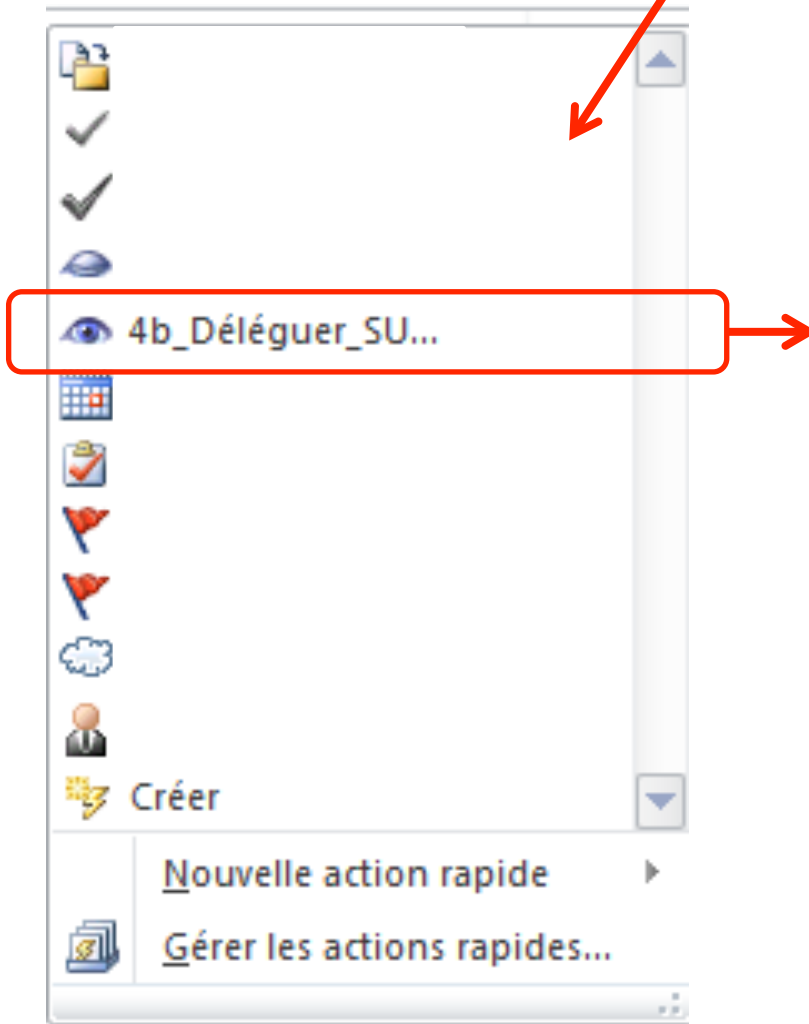 4b_Déléguer_SU...
Créer
Nouvelle action rapide
Gérer les actions rapides...